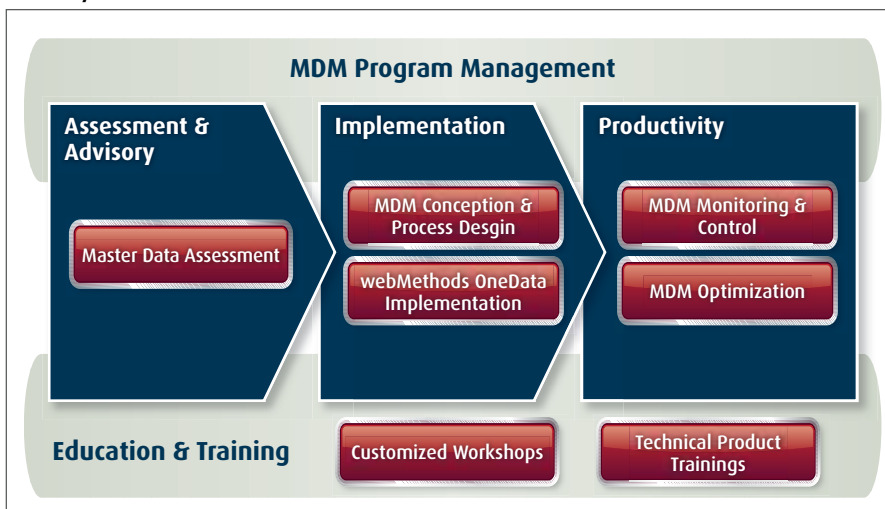 MDM Program Management
Assessment &
Advisory
Master Data Assessment
Implementation
MDM Conception &
Process Desgin
webMethods OneData
Implementation
Productivity
MDM Monitoring &
Control
MDM Optimization
Education & Training
Customized Workshops
Technical Product
Trainings